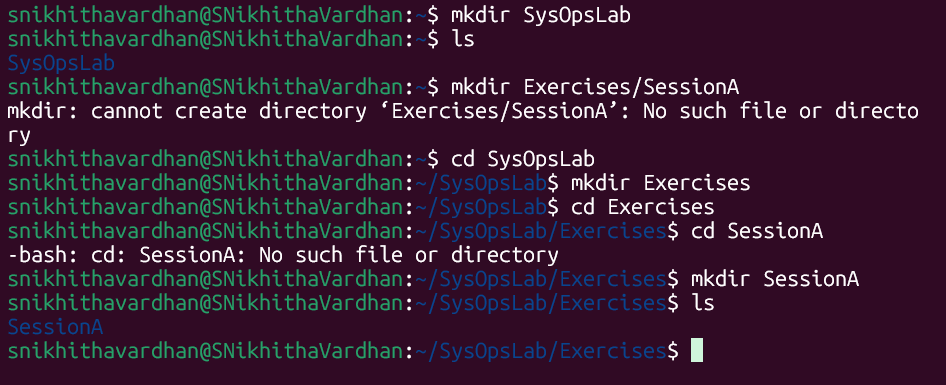 snikhithavardhan@SNikhithaVardhan:~$ mkdir SysOpsLab
snikhithavardhan@SNikhithaVardhan:~$ ls
SysOpsLab
snikhithavardhan@SNikhithaVardhan:~$ mkdir Exercises/SessionA
mkdir: cannot create directory ‘Exercises/SessionA’: No such file or directo
ry
snikhithavardhan@SNikhithaVardhan:~$ cd SysOpsLab
snikhithavardhan@SNikhithaVardhan:~/SysOpsLab$ mkdir Exercises
snikhithavardhan@SNikhithaVardhan:~/SysOpsLab$ cd Exercises
snikhithavardhan@SNikhithaVardhan:~/SysOpsLab/Exercises$ cd SessionA
-bash: cd: SessionA: No such file or directory
snikhithavardhan@SNikhithaVardhan:~/SysOpsLab/Exercises$ mkdir SessionA
snikhithavardhan@SNikhithaVardhan:~/SysOpsLab/Exercises$ ls
SessionA
snikhithavardhan@SNikhithaVardhan:~/SysOpsLab/Exercises$